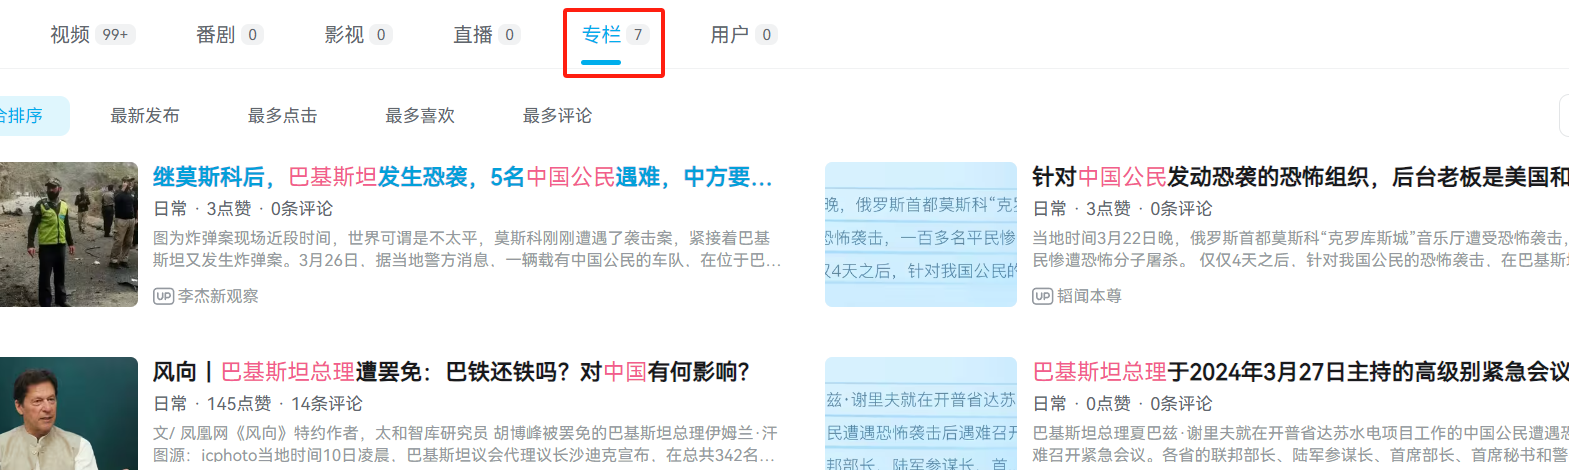 视频 99+ 番剧 0 影视 0 直播 0 专栏 7 用户 0
合排序 最新发布 最多点击 最多喜欢 最多评论
继莫斯科后，巴基斯坦发生恐袭，5名中国公民遇难，中方要...
日常 · 3点赞 · 0条评论
图为炸弹案现场近段时间，世界可谓是不太平，莫斯科刚刚遭遇了袭击案，紧接着巴基
斯坦又发生炸弹案。3月26日，据当地警方消息，一辆载有中国公民的车队，在位于巴...
UP 李杰新观察
晚，俄罗斯首都莫斯科“克罗
恐怖袭击，一百多名平民惨
仅4天之后，针对我国公民的
针对中国公民发动恐袭的恐怖组织，后台老板是美国和
日常 · 3点赞 · 0条评论
当地时间3月22日晚，俄罗斯首都莫斯科“克罗库斯城”音乐厅遭受恐怖袭击，
民惨遭恐怖分子屠杀。 仅仅4天之后，针对我国公民的恐怖袭击，在巴基斯坦
UP 韬闻本尊
风向｜巴基斯坦总理遭罢免：巴铁还铁吗？对中国有何影响？
日常 · 145点赞 · 14条评论
文/ 凤凰网《风向》特约作者，太和智库研究员 胡博峰被罢免的巴基斯坦总理伊姆兰·汗
图源：icphoto当地时间10日凌晨，巴基斯坦议会代理议长沙迪克宣布，在总共342名...
兹·谢里夫就在开普省达苏
民遭遇恐怖袭击后遇难召开
邦部长、陆军参谋长、首
巴基斯坦总理于2024年3月27日主持的高级别紧急会议
日常 · 0点赞 · 0条评论
巴基斯坦总理夏巴兹·谢里夫就在开普省达苏水电项目工作的中国公民遭遇恐
难召开紧急会议。各省的联邦部长、陆军参谋长、首席部长、首席秘书和警